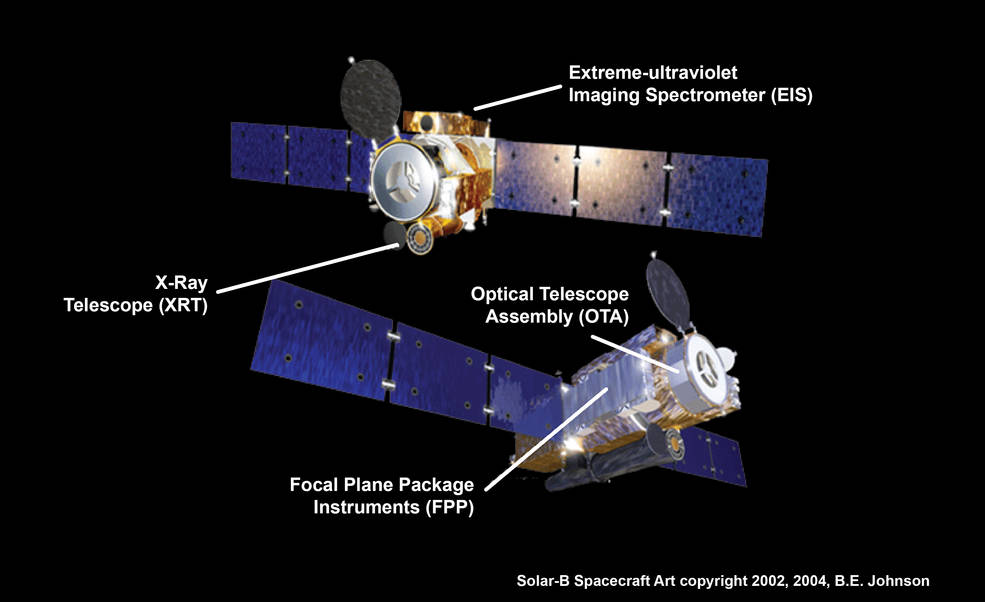 Extreme-ultraviolet
Imaging Spectrometer (EIS)
X-Ray
Telescope (XRT)
Optical Telescope
Assembly (OTA)
Focal Plane Package
Instruments (FPP)
Solar-B Spacecraft Art copyright 2002, 2004, B.E. Johnson